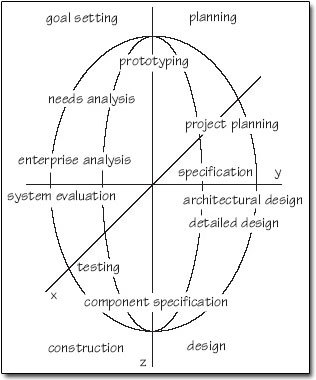 goal setting
planning
prototyping
needs analysis
project planning
enterprise analysis
specification
y
system evaluation
architectural design
detailed design
testing
x
component specification
construction
design
z